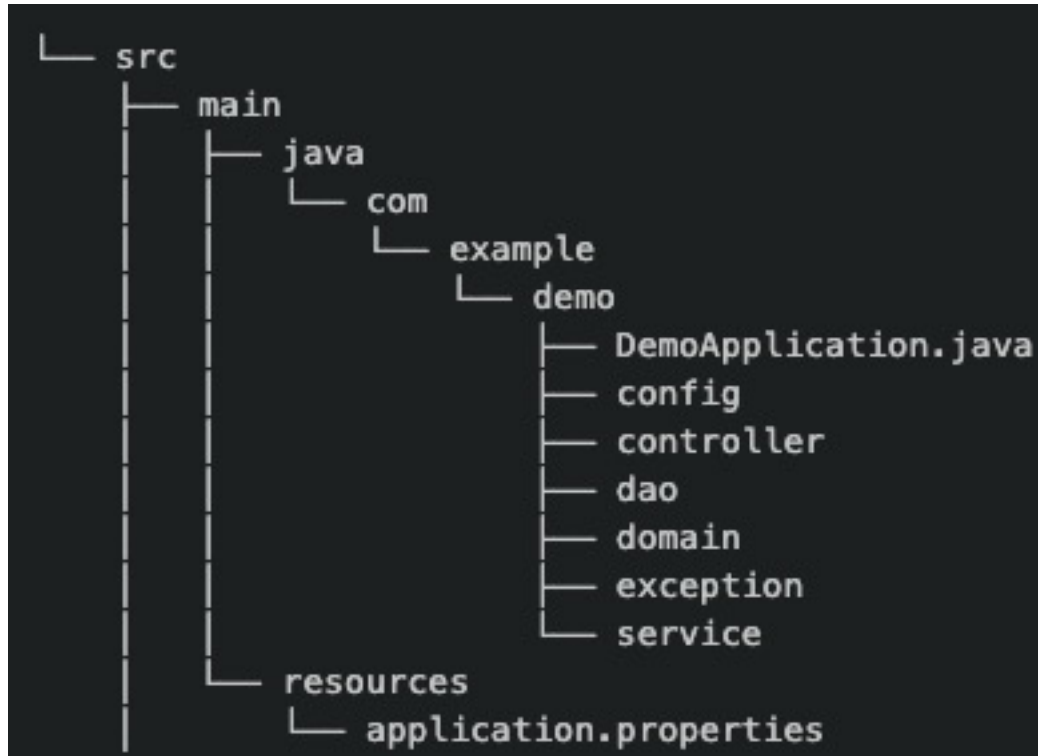 └── src
    ├── main
    │   ├── java
    │   │   └── com
    │   │       └── example
    │   │           └── demo
    │   │               ├── DemoApplication.java
    │   │               ├── config
    │   │               ├── controller
    │   │               ├── dao
    │   │               ├── domain
    │   │               ├── exception
    │   │               └── service
    │   └── resources
    │       └── application.properties